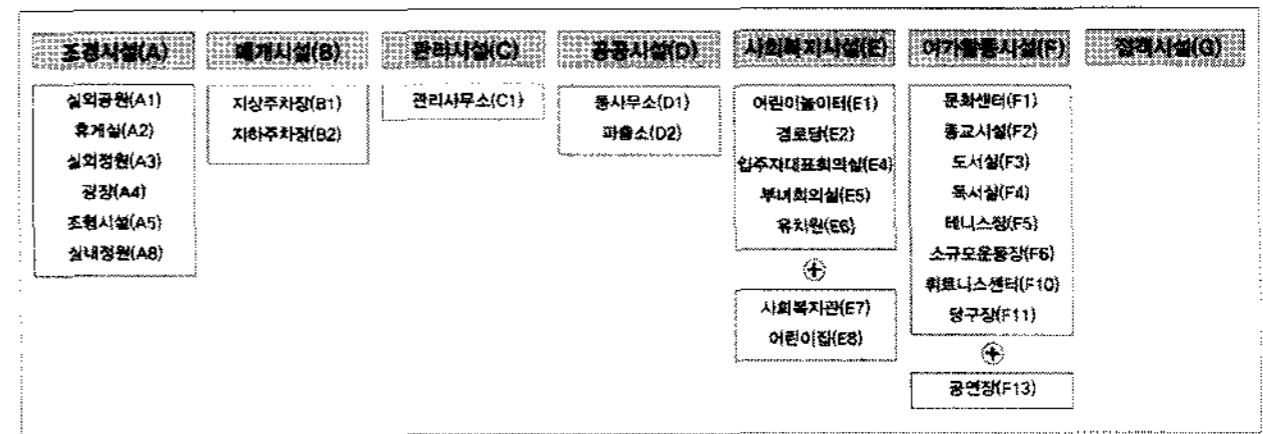 조경시설(A)
매개시설(B)
관리시설(C)
공공시설(D)
사회복지시설(E)
여가활동시설(F)
접객시설(G)
실외공원(A1)
휴게실(A2)
실외정원(A3)
광장(A4)
조형시설(A5)
실내정원(A8)
지상주차장(B1)
지하주차장(B2)
관리사무소(C1)
동사무소(D1)
파출소(D2)
어린이놀이터(E1)
경로당(E2)
입주자대표회의실(E4)
부녀회의실(E5)
유치원(E6)
사회복지관(E7)
어린이집(E8)
문화센터(F1)
종교시설(F2)
도서실(F3)
독서실(F4)
테니스장(F5)
소규모운동장(F6)
휘트니스센터(F10)
당구장(F11)
공연장(F13)